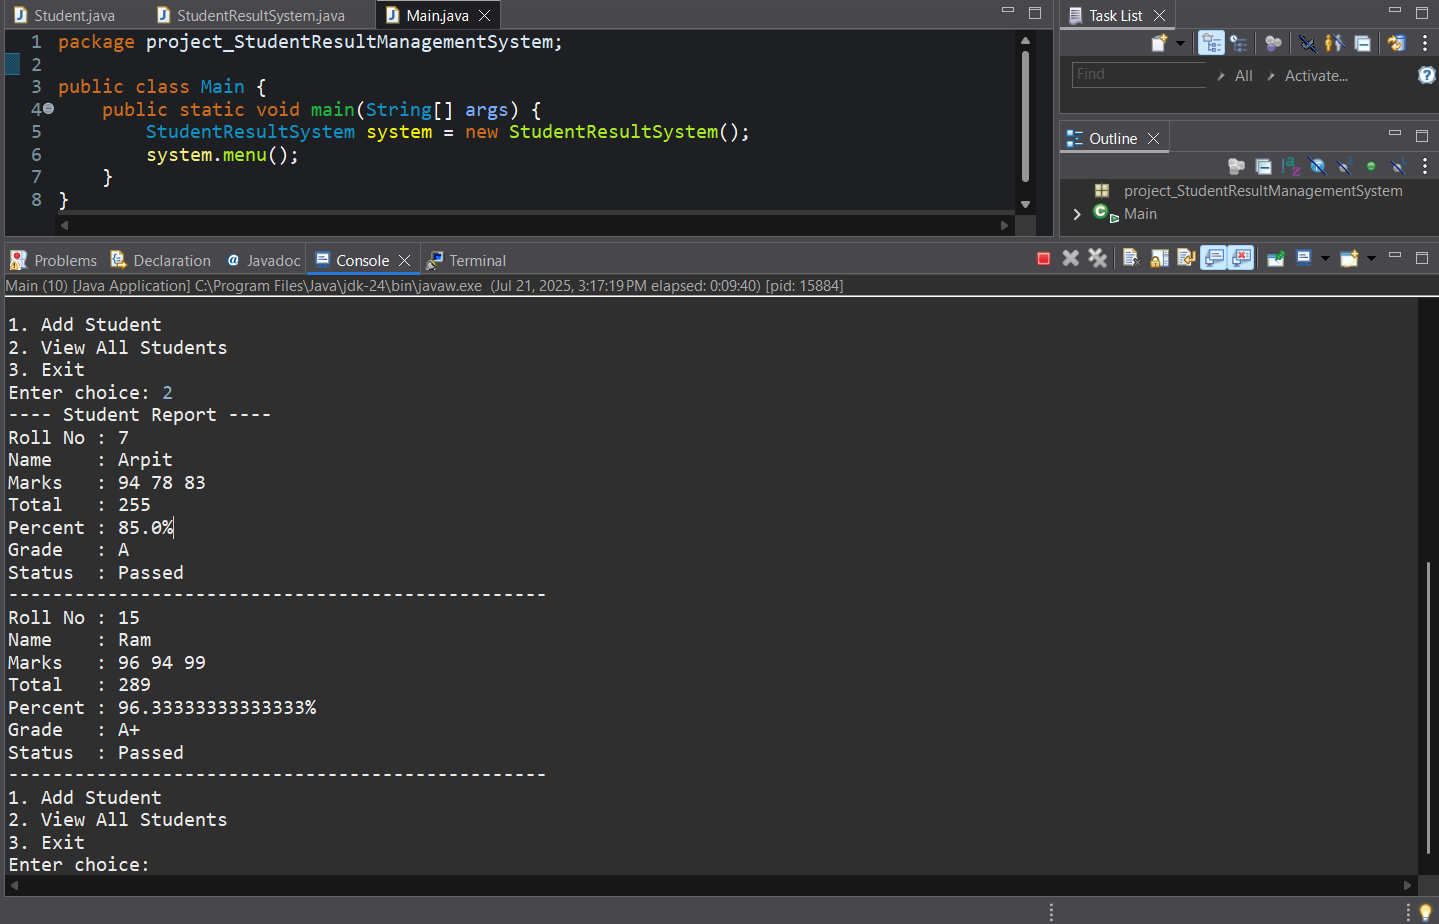 Student.java StudentResultSystem.java Main.java
Task List
1 package project_StudentResultManagementSystem;
2
3 public class Main {
4 public static void main(String[] args) {
5 StudentResultSystem system = new StudentResultSystem();
6 system.menu();
7 }
8 }
Find All Activate...
Outline
project_StudentResultManagementSystem
Main
Problems Declaration @ Javadoc Console Terminal
Main (10) [Java Application] C:\Program Files\Java\jdk-24\bin\javaw.exe (Jul 21, 2025, 3:17:19 PM elapsed: 0:09:40) [pid: 15884]
1. Add Student
2. View All Students
3. Exit
Enter choice: 2
---- Student Report ----
Roll No : 7
Name    : Arpit
Marks   : 94 78 83
Total   : 255
Percent : 85.0%
Grade   : A
Status  : Passed
-------------------------------------------------
Roll No : 15
Name    : Ram
Marks   : 96 94 99
Total   : 289
Percent : 96.33333333333333%
Grade   : A+
Status  : Passed
-------------------------------------------------
1. Add Student
2. View All Students
3. Exit
Enter choice: